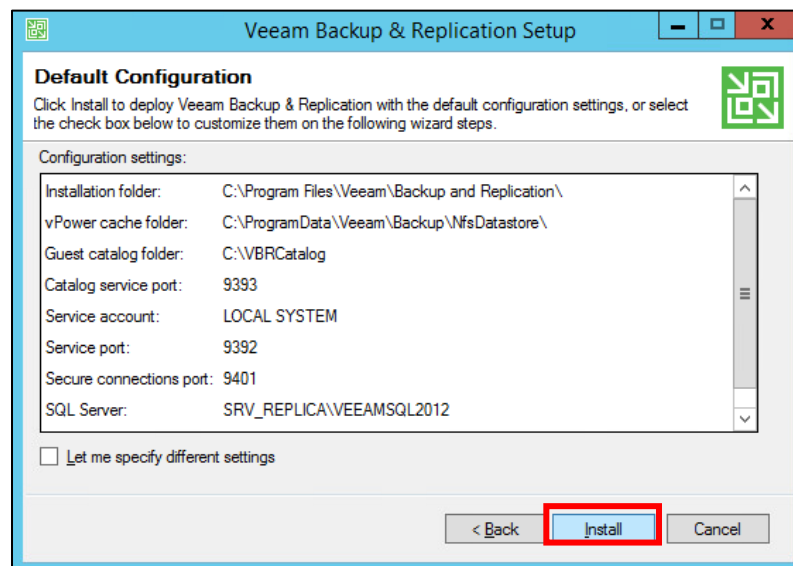 Veeam Backup & Replication Setup
Default Configuration
Click Install to deploy Veeam Backup & Replication with the default configuration settings, or select
the check box below to customize them on the following wizard steps.
Configuration settings:
Installation folder: C:\Program Files\Veeam\Backup and Replication\
vPower cache folder: C:\ProgramData\Veeam\Backup\NfsDatastore\
Guest catalog folder: C:\VBRCatalog
Catalog service port: 9393
Service account: LOCAL SYSTEM
Service port: 9392
Secure connections port: 9401
SQL Server: SRV_REPLICA\VEEAMSQL2012
Let me specify different settings
< Back Install Cancel